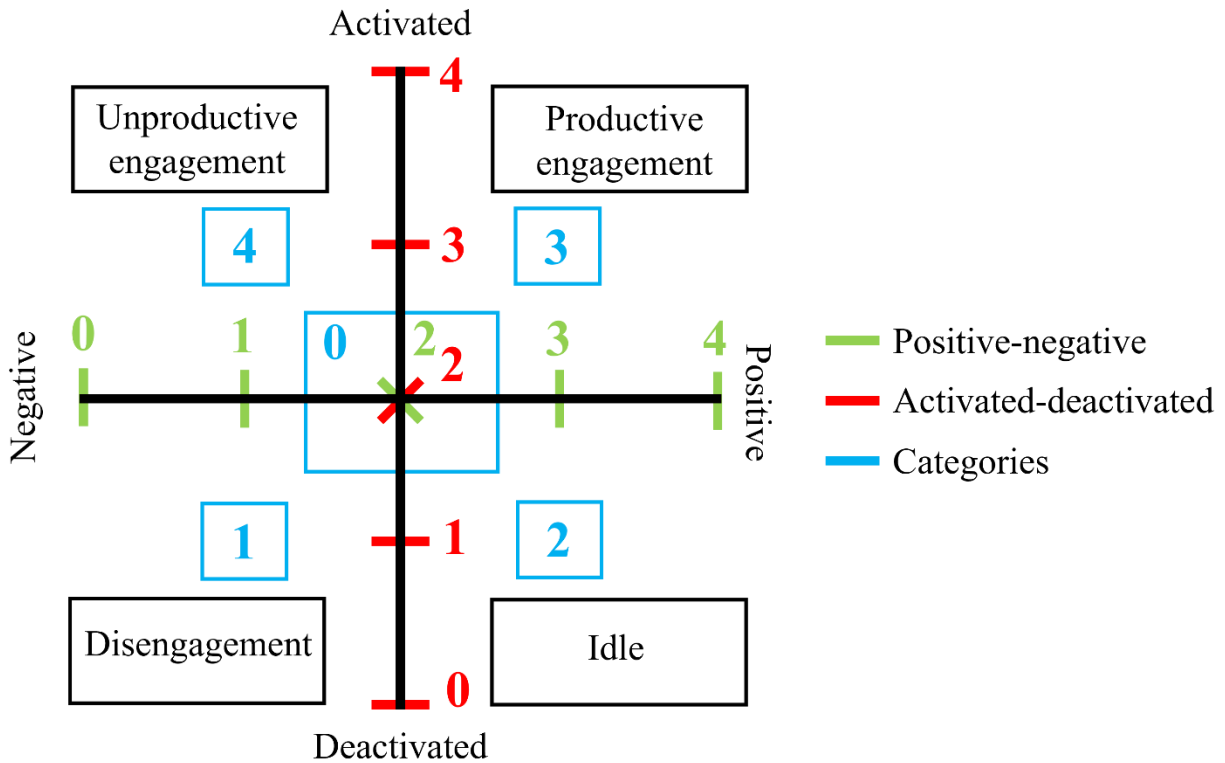 Activated
4
Unproductive
engagement
Productive
engagement
4
3
3
0
1
0
2
3
4
2
Negative
Positive
Positive-negative
Activated-deactivated
Categories
1
1
2
Disengagement
Idle
0
Deactivated